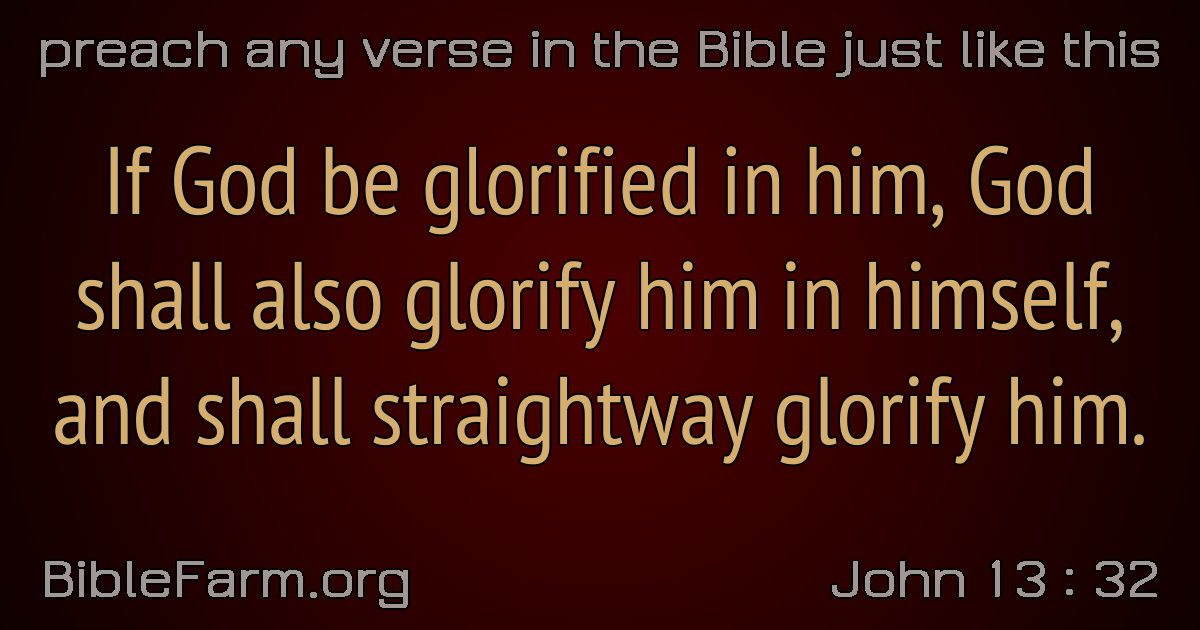 preach any verse in the Bible just like this
If God be glorified in him, God
shall also glorify him in himself,
and shall straightway glorify him.
BibleFarm.org
John 13 : 32